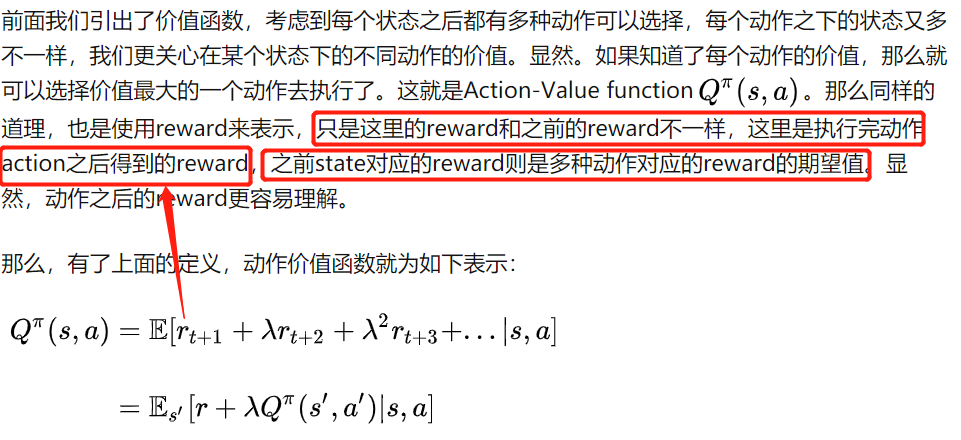 前面我们引出了价值函数，考虑到每个状态之后都有多种动作可以选择，每个动作之下的状态又多
不一样，我们更关心在某个状态下的不同动作的价值。显然。如果知道了每个动作的价值，那么就
可以选择价值最大的一个动作去执行了。这就是Action-Value function Q^π(s, a)。那么同样的
道理，也是使用reward来表示，只是这里的reward和之前的reward不一样，这里是执行完动作
action之后得到的reward，之前state对应的reward则是多种动作对应的reward的期望值。显
然，动作之后的reward更容易理解。
那么，有了上面的定义，动作价值函数就为如下表示：
Q^π(s, a) = 𝔼[r_{t+1} + λr_{t+2} + λ^2r_{t+3}+...|s, a]
= 𝔼_{s′}[r + λQ^π(s′, a′)|s, a]